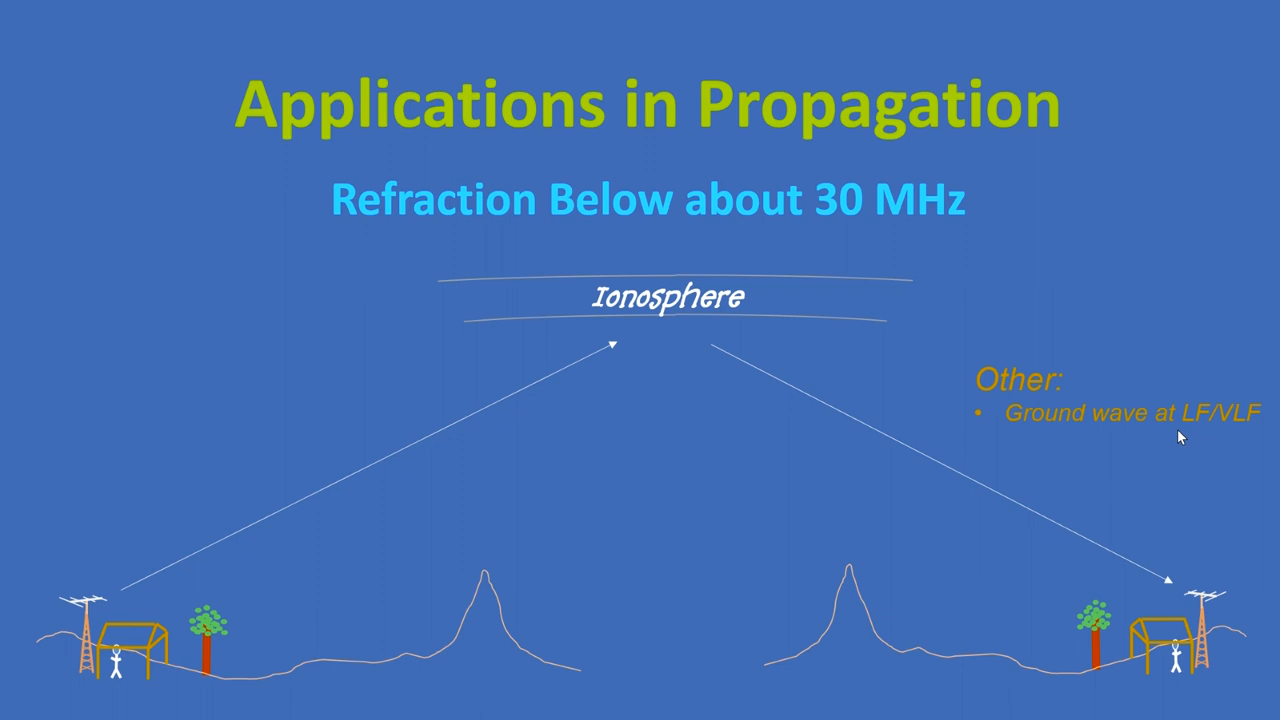 Applications in Propagation
Refraction Below about 30 MHz
Ionosphere
Other:
• Ground wave at LF/VLF